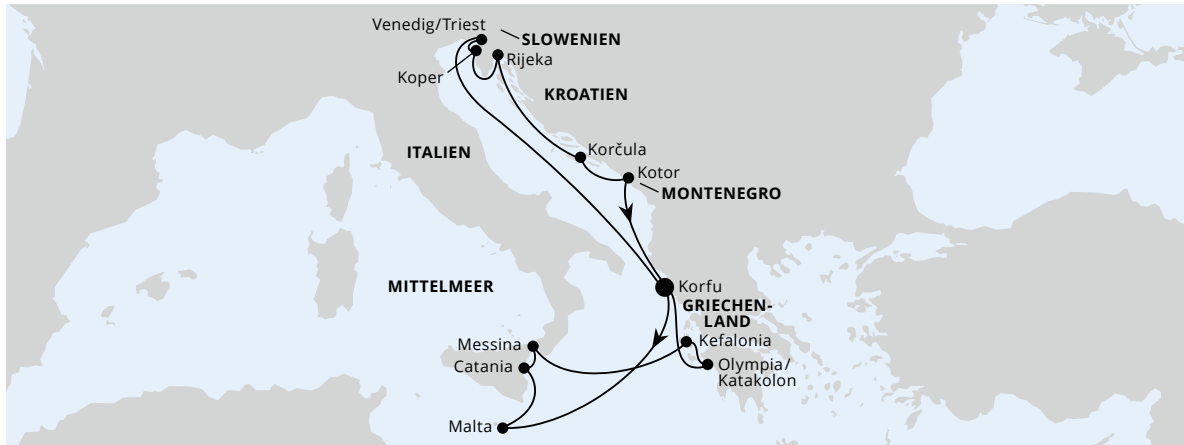 Venedig/Triest
SLOWENIEN
Koper
Rijeka
KROATIEN
ITALIEN
Korčula
Kotor
MONTENEGRO
MITTELMEER
Korfu
GRIECHEN-
LAND
Messina
Kefalonia
Catania
Olympia/
Katakolon
Malta